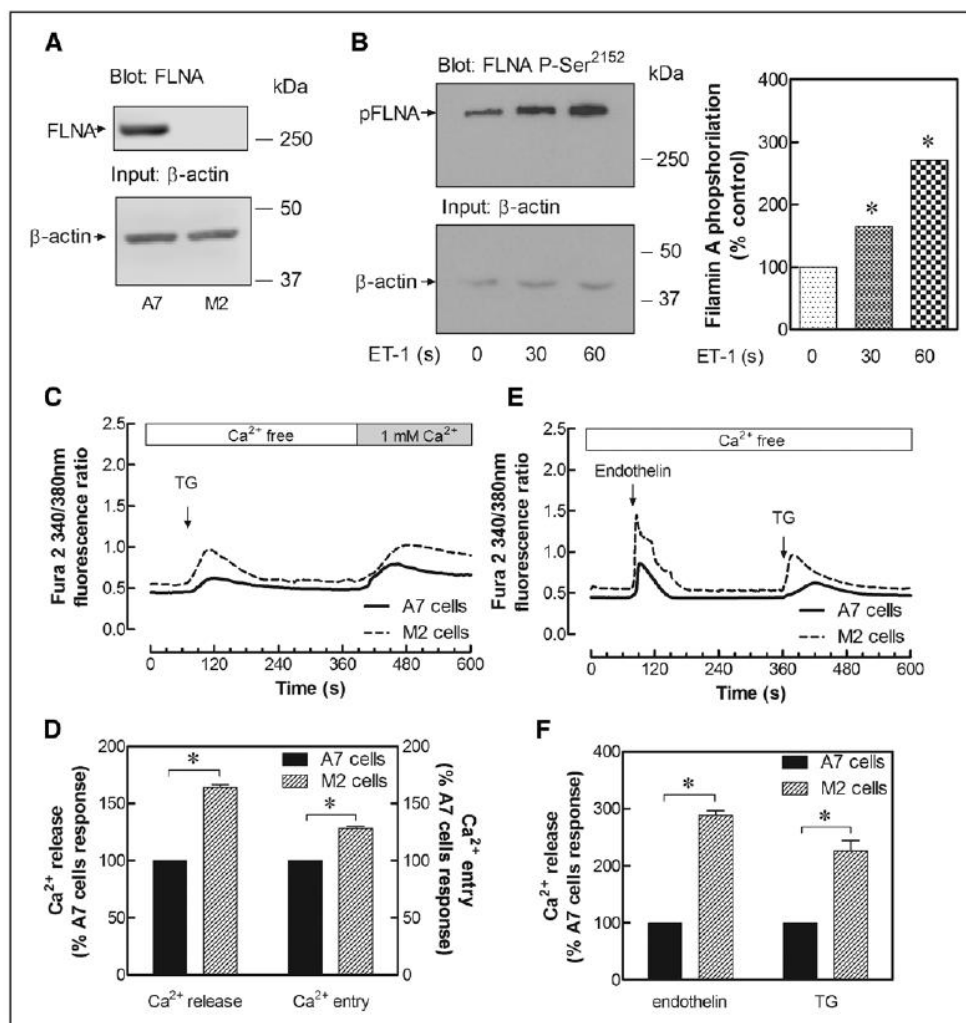 A
Blot: FLNA
kDa
FLNA
250
Input: β-actin
50
β-actin
37
A7 M2
B
Blot: FLNA P-Ser²¹⁵²
kDa
pFLNA
250
Input: β-actin
50
β-actin
37
ET-1 (s) 0 30 60
Filamin A phopshorilation
(% control)
400
300
200
100
0
*
*
0 30 60
ET-1 (s)
C
Fura 2 340/380nm
fluorescence ratio
2.5
2.0
1.5
1.0
0.5
0.0
Ca²⁺ free
1 mM Ca²⁺
TG
A7 cells
M2 cells
0 120 240 360 480 600
Time (s)
E
Fura 2 340/380nm
fluorescence ratio
2.5
2.0
1.5
1.0
0.5
0.0
Ca²⁺ free
Endothelin
TG
A7 cells
M2 cells
0 120 240 360 480 600
Time (s)
D
Ca²⁺ release
(% A7 cells response)
200
150
100
50
0
*
*
A7 cells
M2 cells
200
150
100
50
0
Ca²⁺ entry
(% A7 cells response)
Ca²⁺ release
Ca²⁺ entry
F
Ca²⁺ release
(% A7 cells response)
400
300
200
100
0
*
*
A7 cells
M2 cells
endothelin
TG